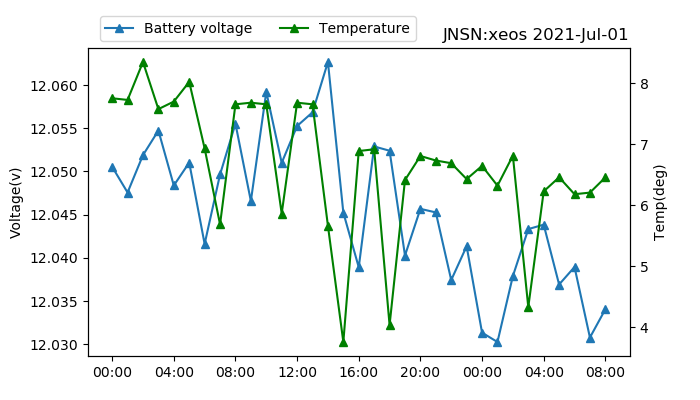 Battery voltage
Temperature
JNSN:xeos 2021-Jul-01
Voltage(v)
12.060
12.055
12.050
12.045
12.040
12.035
12.030
8
7
6
5
4
Temp(deg)
00:00 04:00 08:00 12:00 16:00 20:00 00:00 04:00 08:00